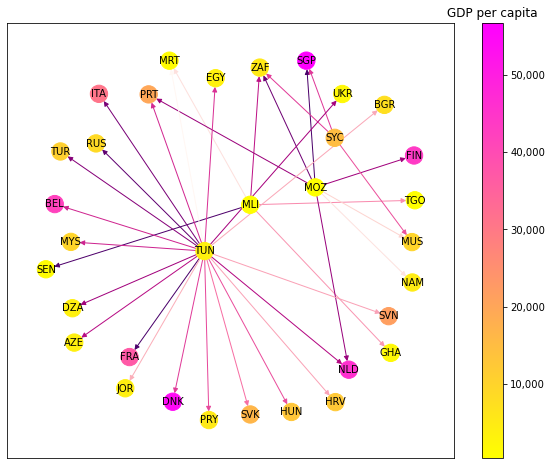 GDP per capita
MRT
EGY
ZAF
SGP
ITA
PRT
UKR
BGR
SYC
RUS
TUR
FIN
MOZ
BEL
MLI
TGO
MYS
TUN
MUS
SEN
NAM
DZA
SVN
AZE
FRA
GHA
NLD
JOR
DNK
PRY
SVK
HUN
HRV
50,000
40,000
30,000
20,000
10,000